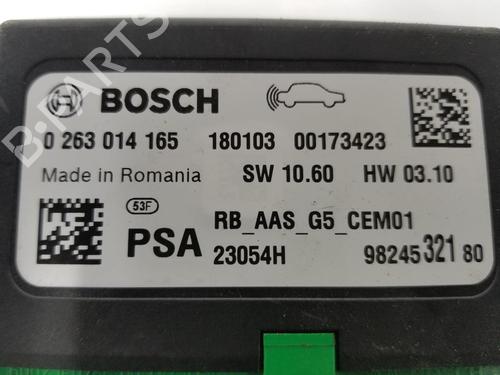 BOSCH
0 263 014 165 180103 00173423
Made in Romania SW 10.60 HW 03.10
53F
PSA RB_AAS_G5_CEM01
23054H 98245 321 80
B-PARTS